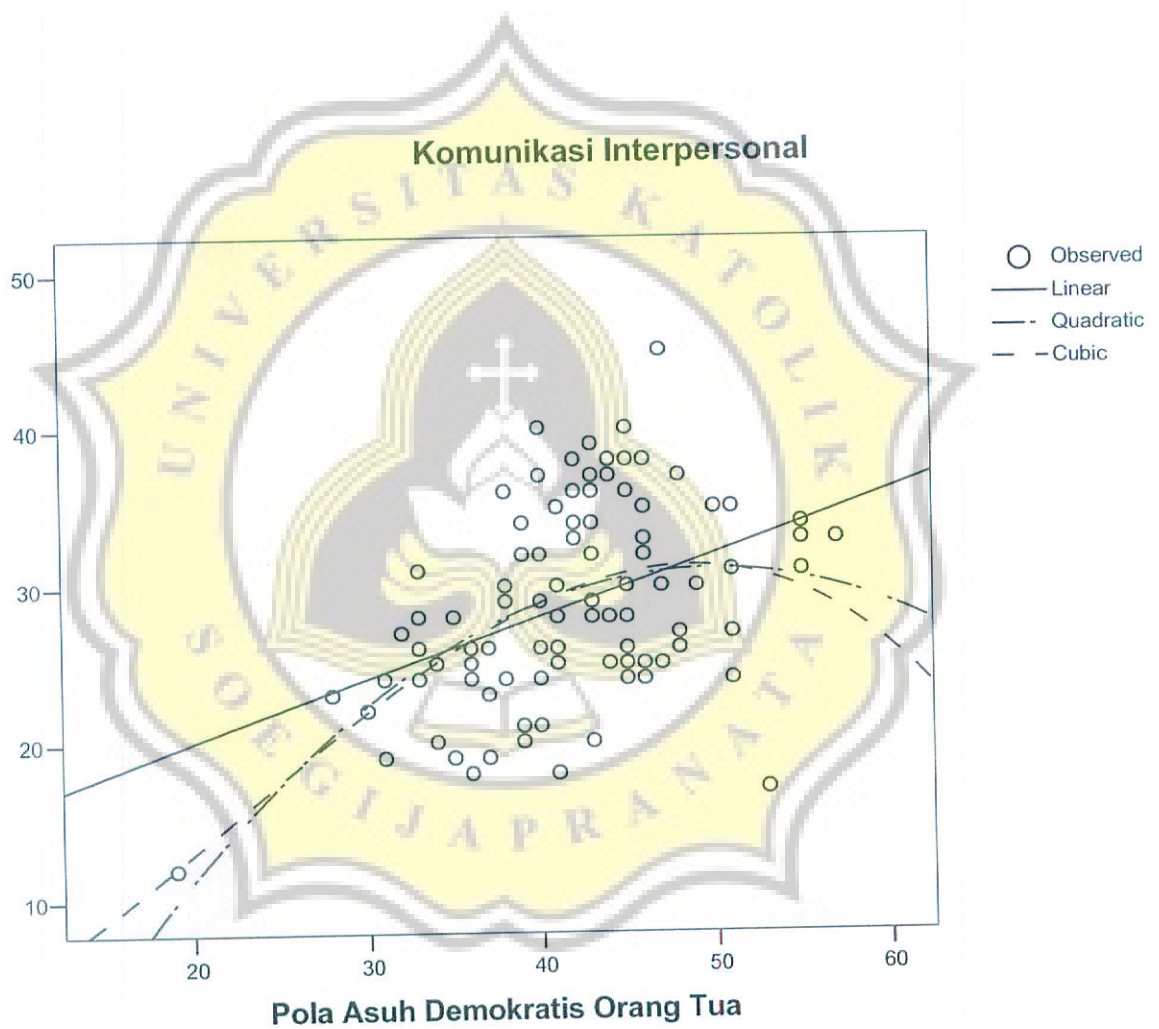 Komunikasi Interpersonal
UNIVERSITAS KATOLIK
SOEGIJAPRANATA
50
40
30
20
10
20
30
40
50
60
Observed
Linear
Quadratic
Cubic
Pola Asuh Demokratis Orang Tua